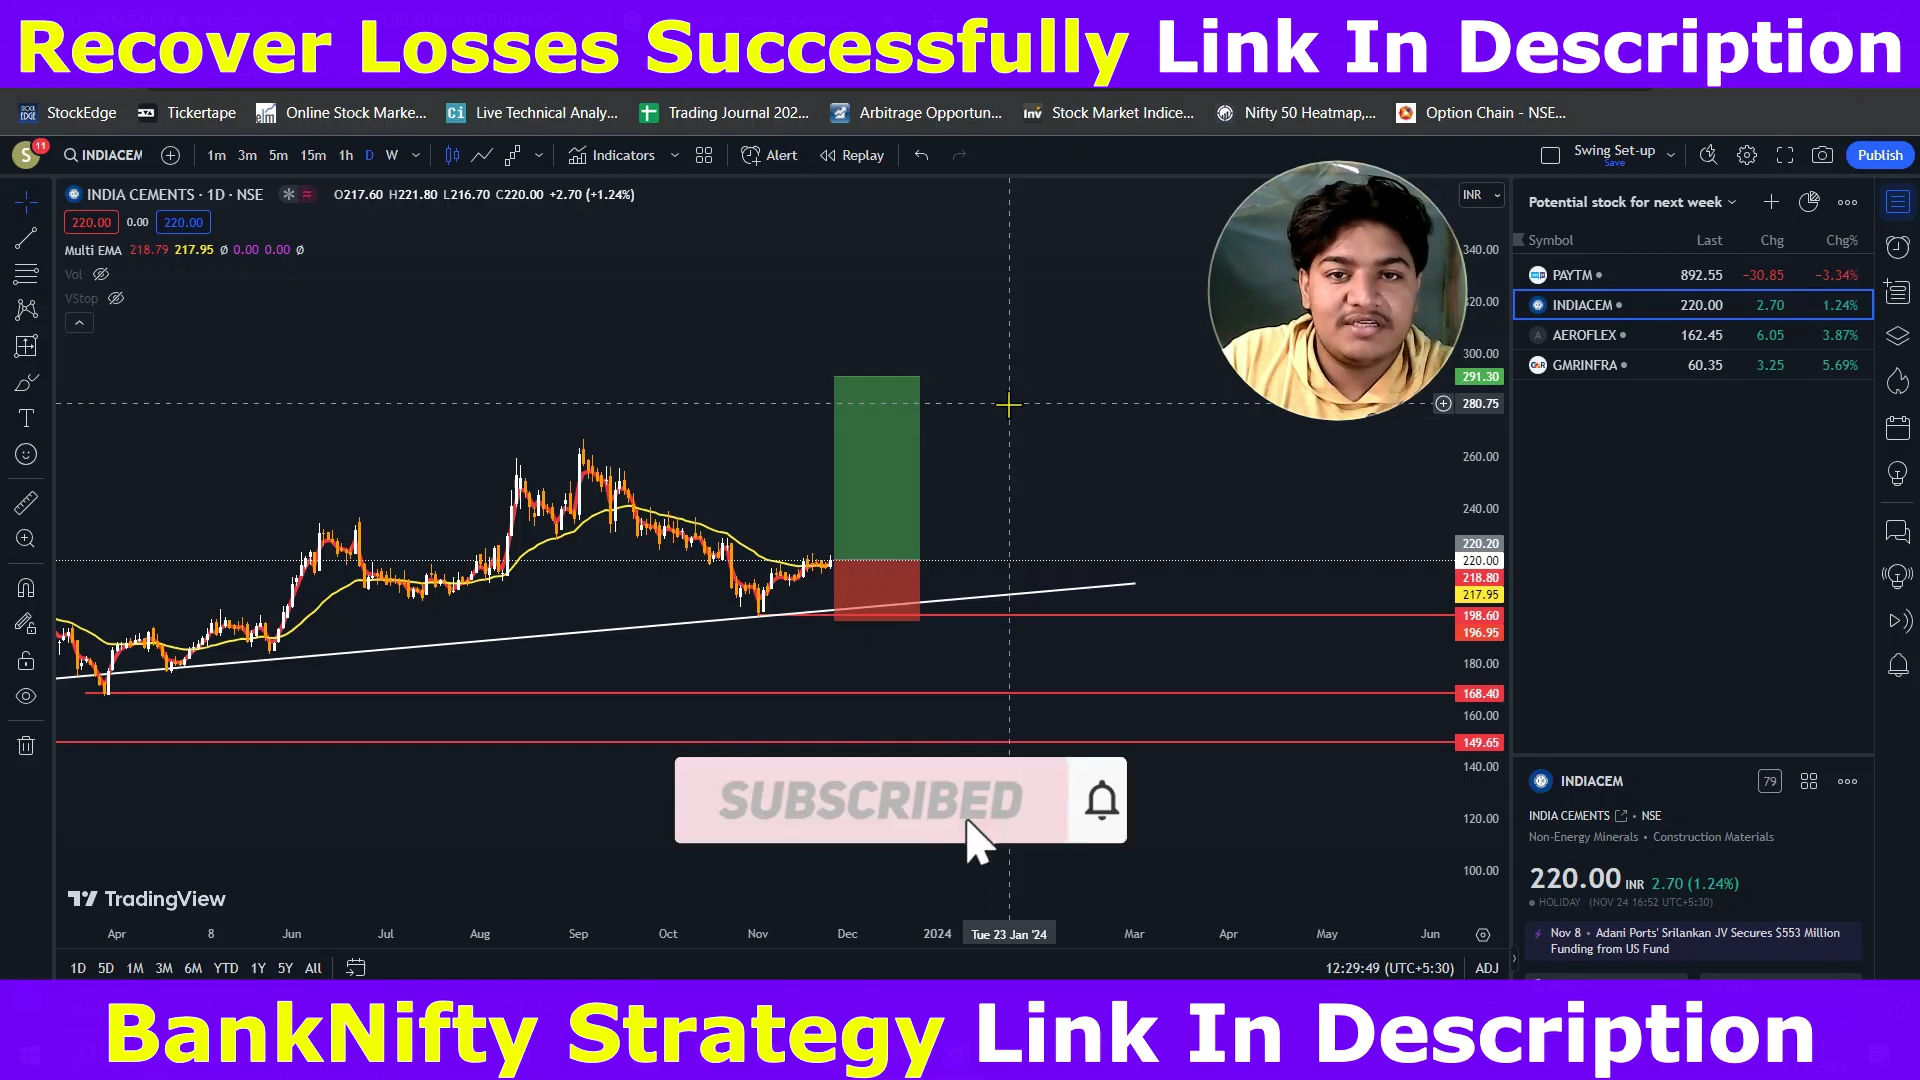 Recover Losses Successfully Link In Description
StockEdge Tickertape Online Stock Marke... Live Technical Analy... Trading Journal 202... Arbitrage Opportun... Stock Market Indice... Nifty 50 Heatmap,... Option Chain - NSE...
S 11 INDIACEM 1m 3m 5m 15m 1h D W Indicators Alert Replay Swing Set-up Save Publish
INDIA CEMENTS · 1D · NSE O217.60 H221.80 L216.70 C220.00 +2.70 (+1.24%)
INR
220.00 0.00 220.00
Multi EMA 218.79 217.95 Ø 0.00 0.00 Ø
Vol
VStop
340.00
320.00
300.00
291.30
280.75
260.00
240.00
220.20
220.00
218.80
217.95
198.60
196.95
180.00
168.40
160.00
149.65
140.00
120.00
100.00
SUBSCRIBED
TradingView
Apr 8 Jun Jul Aug Sep Oct Nov Dec 2024 Tue 23 Jan '24 Mar Apr May Jun
1D 5D 1M 3M 6M YTD 1Y 5Y All 12:29:49 (UTC+5:30) ADJ
Potential stock for next week
Symbol Last Chg Chg%
PAYTM 892.55 −30.85 −3.34%
INDIACEM 220.00 2.70 1.24%
AEROFLEX 162.45 6.05 3.87%
GMRINFRA 60.35 3.25 5.69%
INDIACEM 79
INDIA CEMENTS • NSE
Non-Energy Minerals • Construction Materials
220.00 INR 2.70 (1.24%)
HOLIDAY (NOV 24 16:52 UTC+5:30)
Nov 8 • Adani Ports' Srilankan JV Secures $553 Million
Funding from US Fund
BankNifty Strategy Link In Description